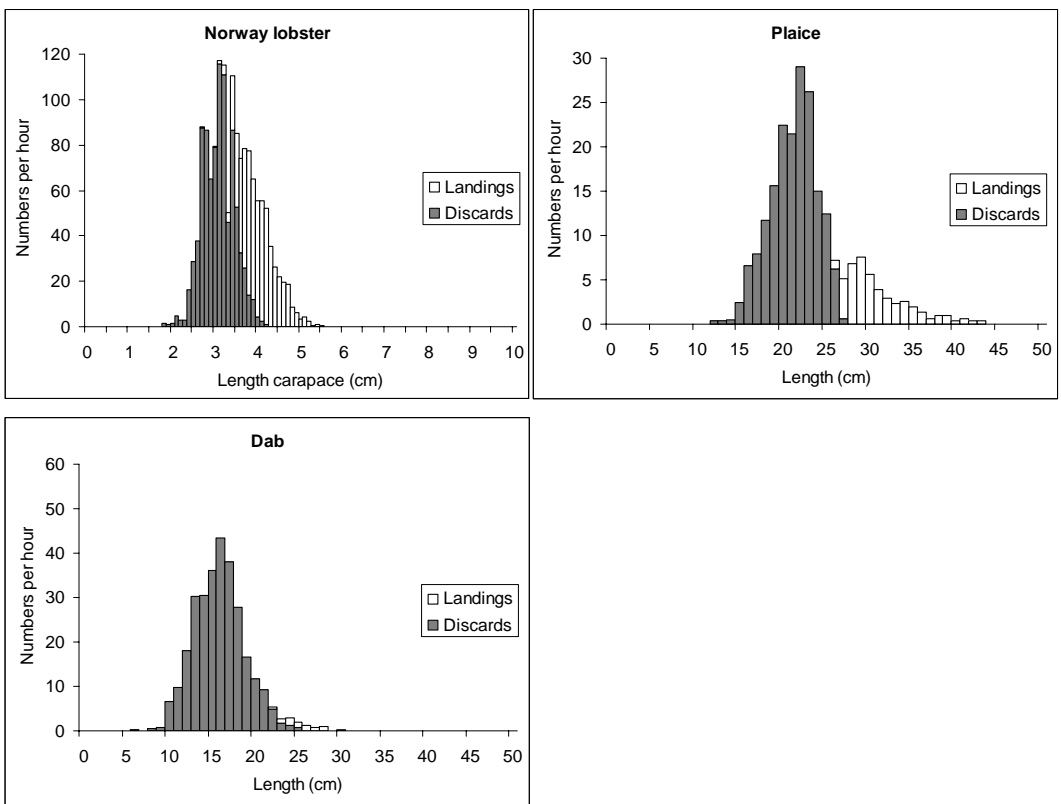 Norway lobster
120
100
80
60
40
20
0
Numbers per hour
Landings
Discards
0 1 2 3 4 5 6 7 8 9 10
Length carapace (cm)
Plaice
30
25
20
15
10
5
0
Numbers per hour
Landings
Discards
0 5 10 15 20 25 30 35 40 45 50
Length (cm)
Dab
60
50
40
30
20
10
0
Numbers per hour
Landings
Discards
0 5 10 15 20 25 30 35 40 45 50
Length (cm)